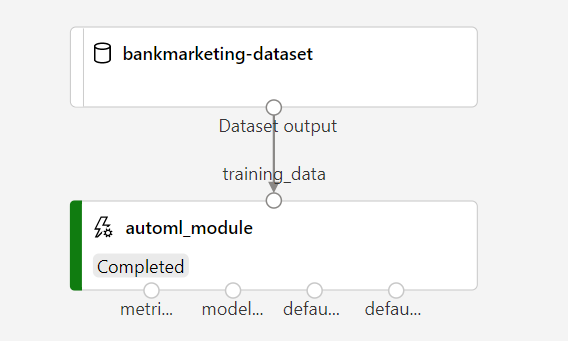 bankmarketing-dataset
Dataset output
training_data
automl_module
Completed
metri... model... defau... defau...